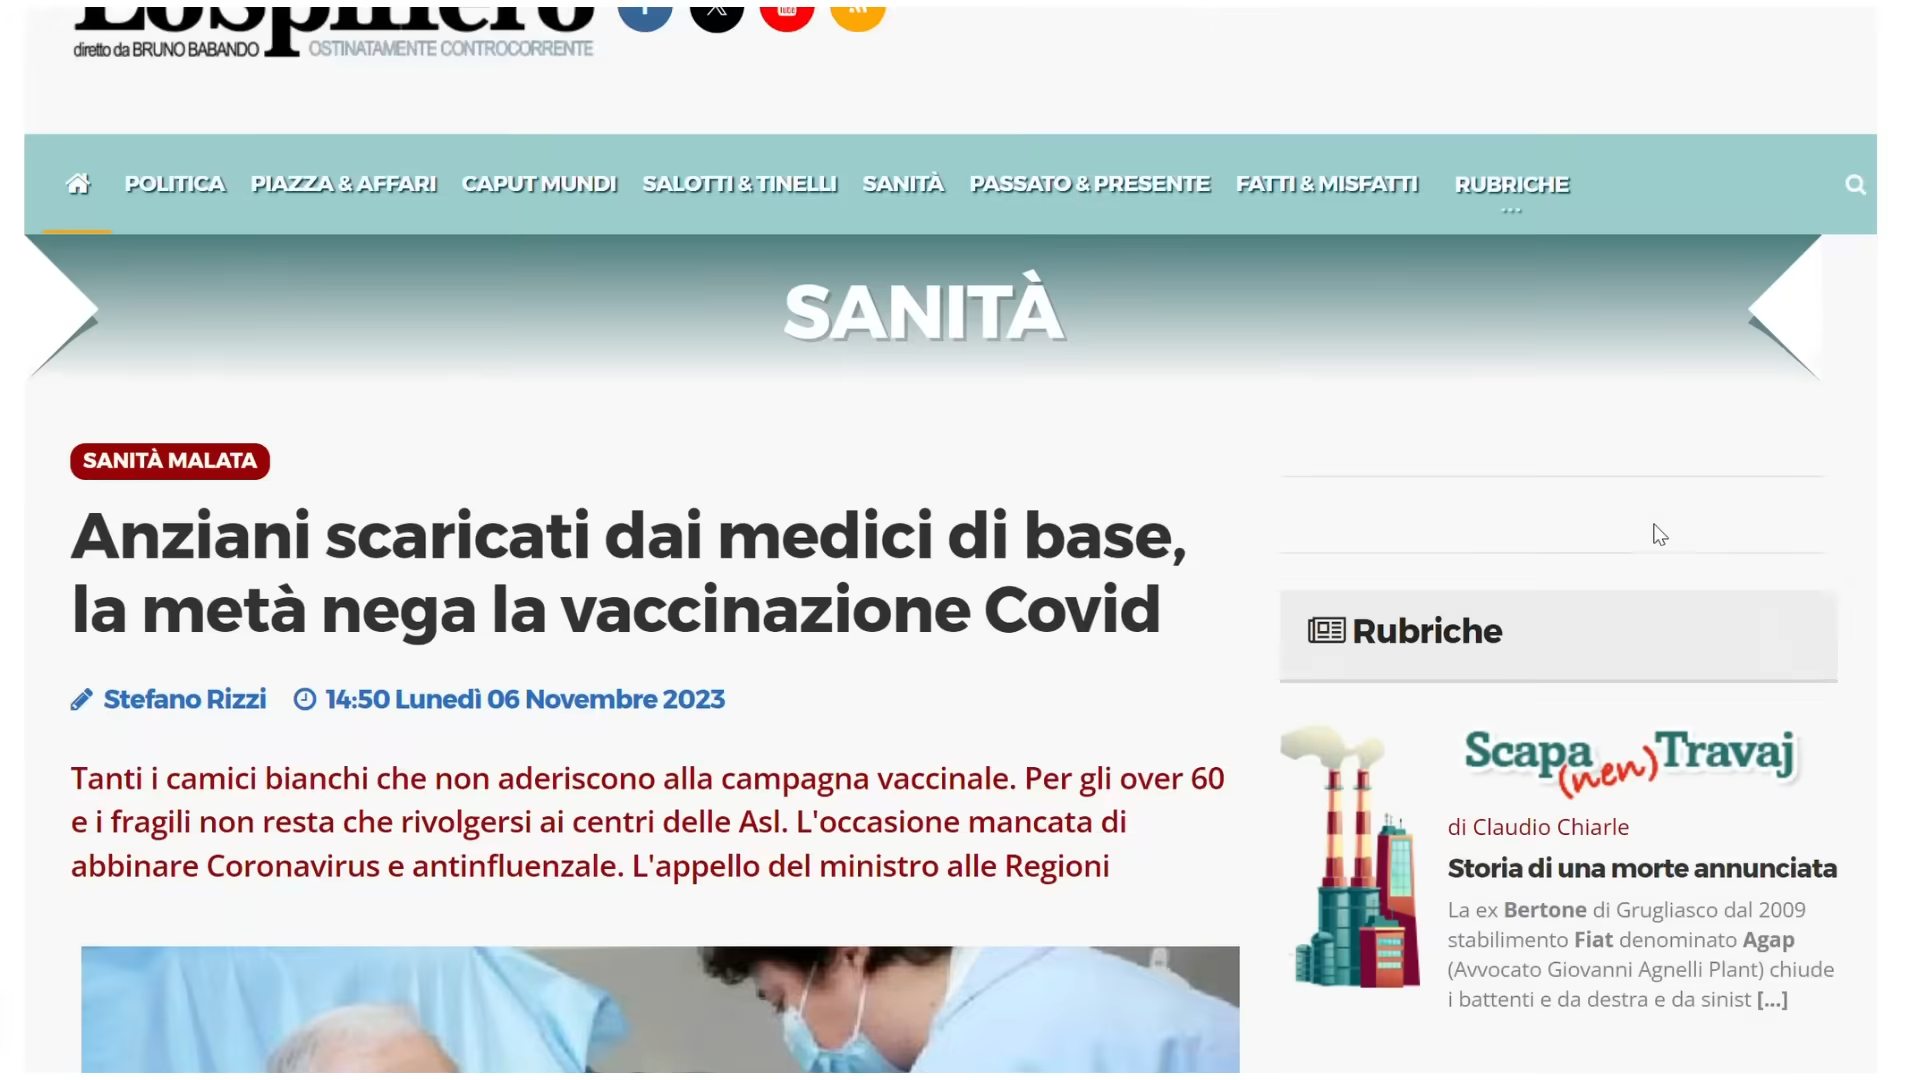 LoSpiffero
diretto da BRUNO BABANDO OSTINATAMENTE CONTROCORRENTE
POLITICA PIAZZA & AFFARI CAPUT MUNDI SALOTTI & TINELLI SANITÀ PASSATO & PRESENTE FATTI & MISFATTI RUBRICHE
...
SANITÀ
SANITÀ MALATA
Anziani scaricati dai medici di base,
la metà nega la vaccinazione Covid
Stefano Rizzi 14:50 Lunedì 06 Novembre 2023
Tanti i camici bianchi che non aderiscono alla campagna vaccinale. Per gli over 60
e i fragili non resta che rivolgersi ai centri delle Asl. L'occasione mancata di
abbinare Coronavirus e antinfluenzale. L'appello del ministro alle Regioni
Rubriche
Scapa (nen) Travaj
di Claudio Chiarle
Storia di una morte annunciata
La ex Bertone di Grugliasco dal 2009
stabilimento Fiat denominato Agap
(Avvocato Giovanni Agnelli Plant) chiude
i battenti e da destra e da sinist [...]